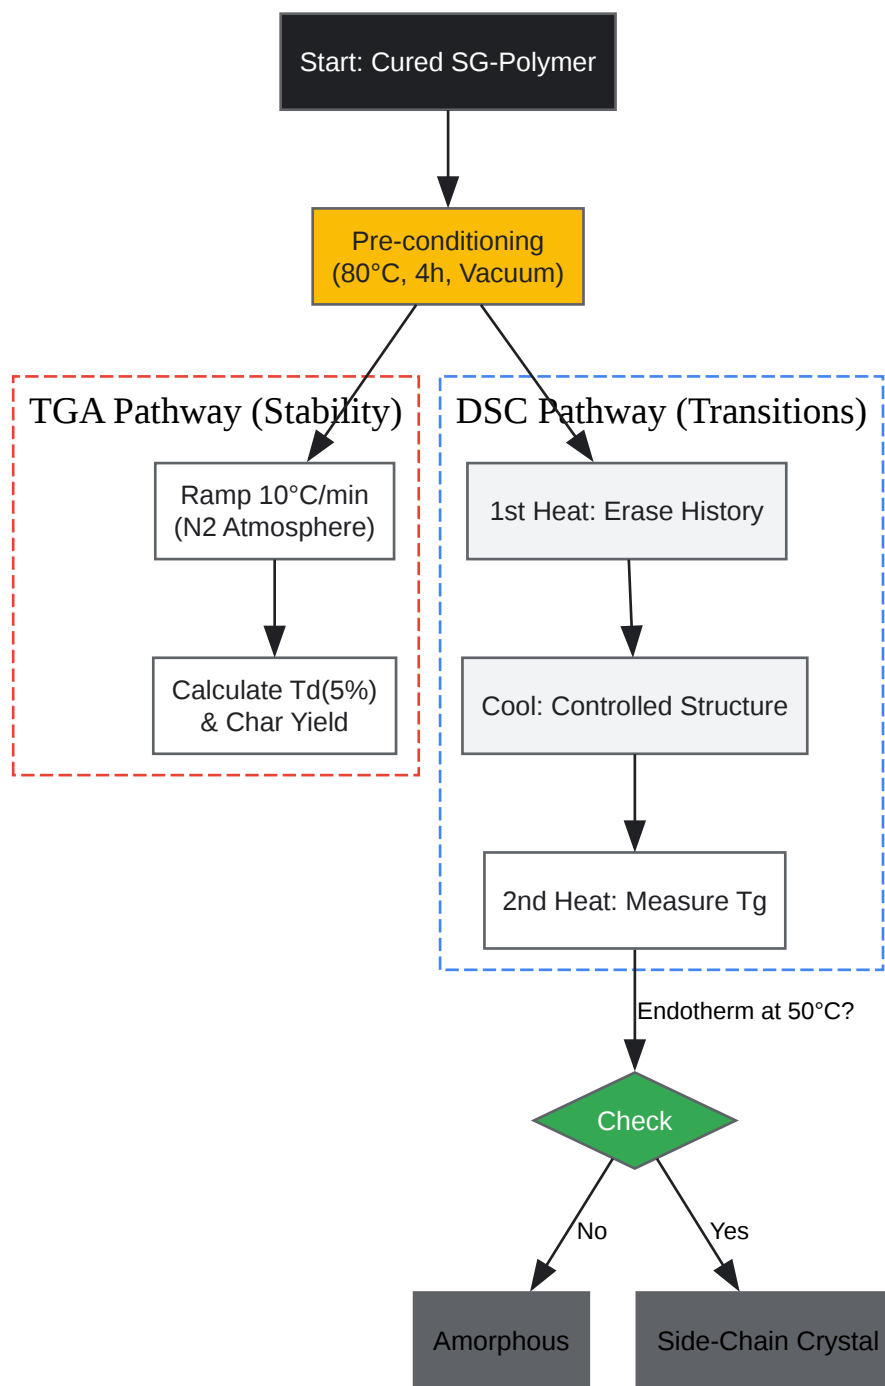 Start: Cured SG-Polymer
Pre-conditioning
(80°C, 4h, Vacuum)
TGA Pathway (Stability)
Ramp 10°C/min
(N2 Atmosphere)
Calculate Td(5%)
& Char Yield
DSC Pathway (Transitions)
1st Heat: Erase History
Cool: Controlled Structure
2nd Heat: Measure Tg
Endotherm at 50°C?
Check
No
Yes
Amorphous
Side-Chain Crystal